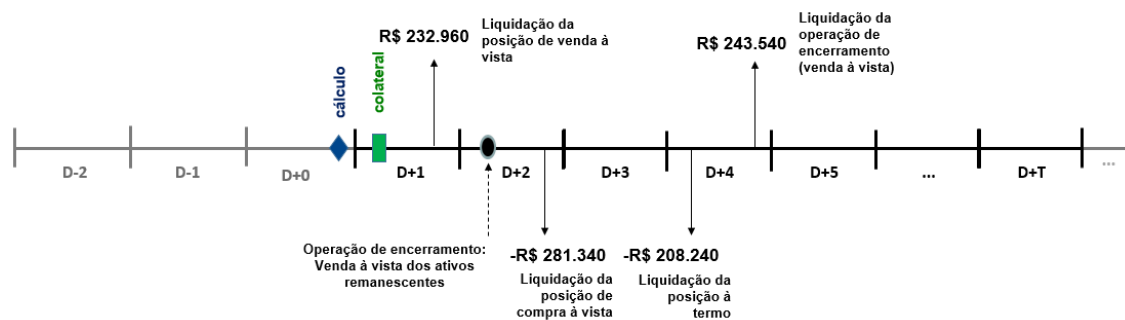 R$ 232.960
Liquidação da
posição de venda à
vista
R$ 243.540
Liquidação da
operação de
encerramento
(venda à vista)
cálculo
colateral
D-2
D-1
D+0
D+1
D+2
D+3
D+4
D+5
...
D+T
...
Operação de encerramento:
Venda à vista dos ativos
remanescentes
-R$ 281.340
Liquidação da
posição de
compra à vista
-R$ 208.240
Liquidação da
posição à
termo